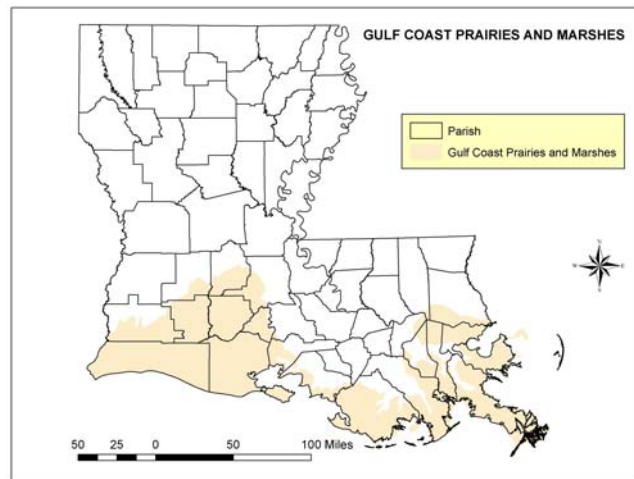 GULF COAST PRAIRIES AND MARSHES
Parish
Gulf Coast Prairies and Marshes
N
W E
S
50 25 0 50 100 Miles